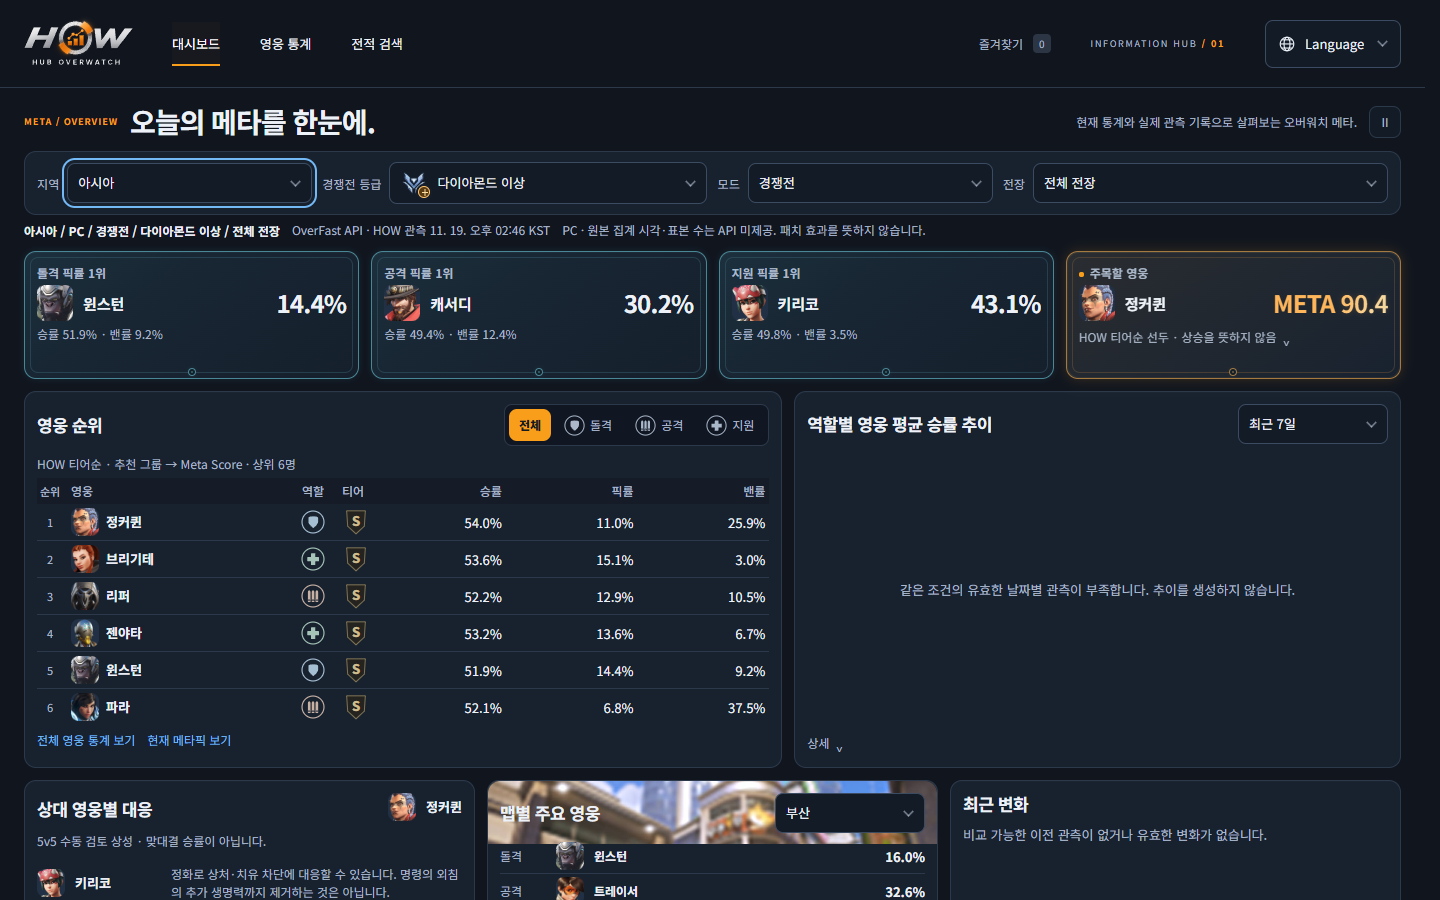 HOW
HUB OVERWATCH
대시보드
영웅 통계
전적 검색
즐겨찾기 0
INFORMATION HUB / 01
Language
META / OVERVIEW
오늘의 메타를 한눈에.
현재 통계와 실제 관측 기록으로 살펴보는 오버워치 메타.
지역 아시아
경쟁전 등급 다이아몬드 이상
모드 경쟁전
전장 전체 전장
아시아 / PC / 경쟁전 / 다이아몬드 이상 / 전체 전장 OverFast API · HOW 관측 11. 19. 오후 02:46 KST PC · 원본 집계 시각·표본 수는 API 미제공. 패치 효과를 뜻하지 않습니다.
돌격 픽률 1위
윈스턴 14.4%
승률 51.9% · 밴률 9.2%
공격 픽률 1위
캐서디 30.2%
승률 49.4% · 밴률 12.4%
지원 픽률 1위
키리코 43.1%
승률 49.8% · 밴률 3.5%
주목할 영웅
정커퀸 META 90.4
HOW 티어순 선두 · 상승을 뜻하지 않음
영웅 순위
전체 돌격 공격 지원
HOW 티어순 · 추천 그룹 → Meta Score · 상위 6명
순위 영웅 역할 티어 승률 픽률 밴률
1 정커퀸 S 54.0% 11.0% 25.9%
2 브리기테 S 53.6% 15.1% 3.0%
3 리퍼 S 52.2% 12.9% 10.5%
4 젠야타 S 53.2% 13.6% 6.7%
5 윈스턴 S 51.9% 14.4% 9.2%
6 파라 S 52.1% 6.8% 37.5%
전체 영웅 통계 보기 현재 메타픽 보기
역할별 영웅 평균 승률 추이
최근 7일
같은 조건의 유효한 날짜별 관측이 부족합니다. 추이를 생성하지 않습니다.
상세
상대 영웅별 대응
정커퀸
5v5 수동 검토 상성 · 맞대결 승률이 아닙니다.
키리코
정화로 상처·치유 차단에 대응할 수 있습니다. 명령의 외침
의 추가 생명력까지 제거하는 것은 아닙니다.
맵별 주요 영웅
부산
돌격 윈스턴 16.0%
공격 트레이서 32.6%
최근 변화
비교 가능한 이전 관측이 없거나 유효한 변화가 없습니다.